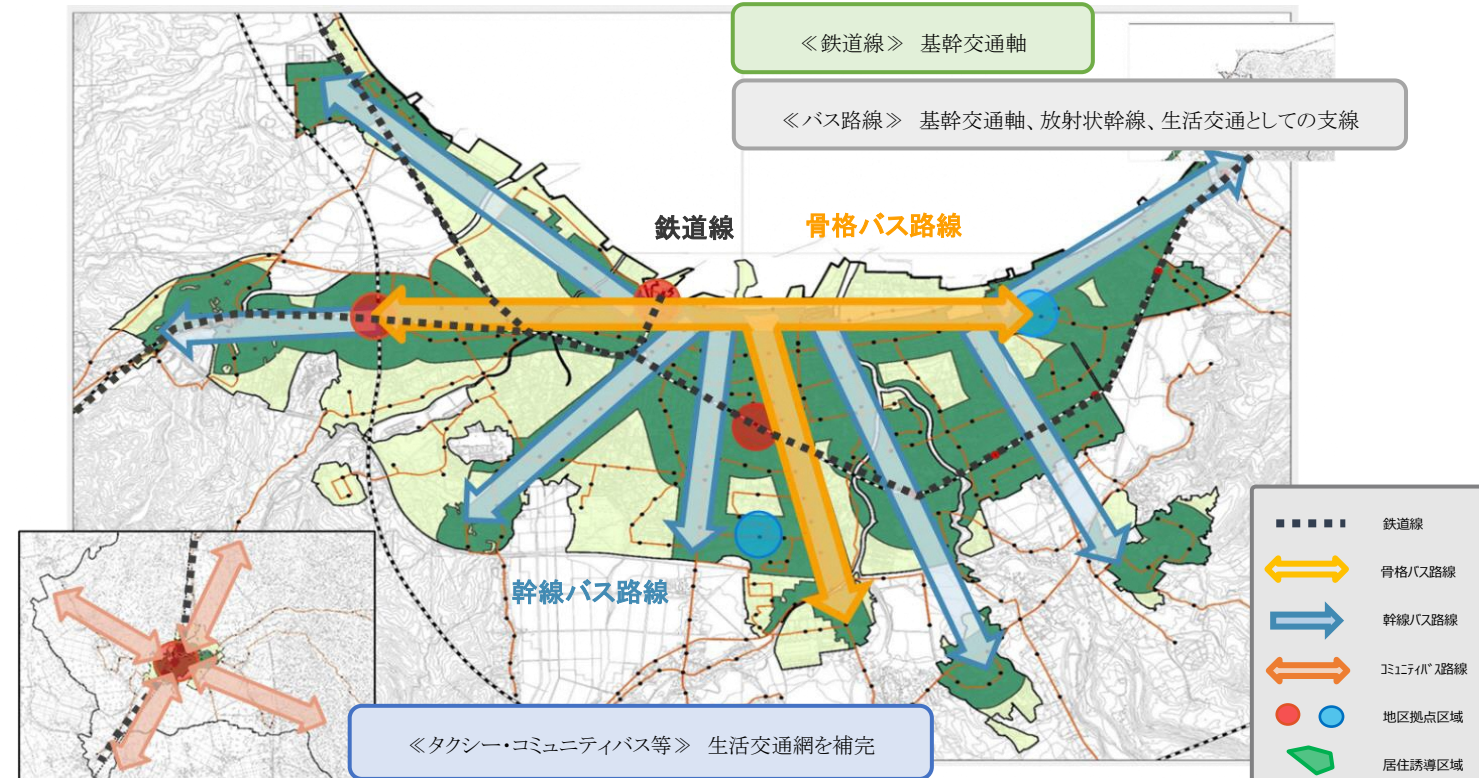 ≪鉄道線≫ 基幹交通軸
≪バス路線≫ 基幹交通軸、放射状幹線、生活交通としての支線
鉄道線
骨格バス路線
幹線バス路線
≪タクシー・コミュニティバス等≫ 生活交通網を補完
鉄道線
骨格バス路線
幹線バス路線
コミュニティバス路線
地区拠点区域
居住誘導区域